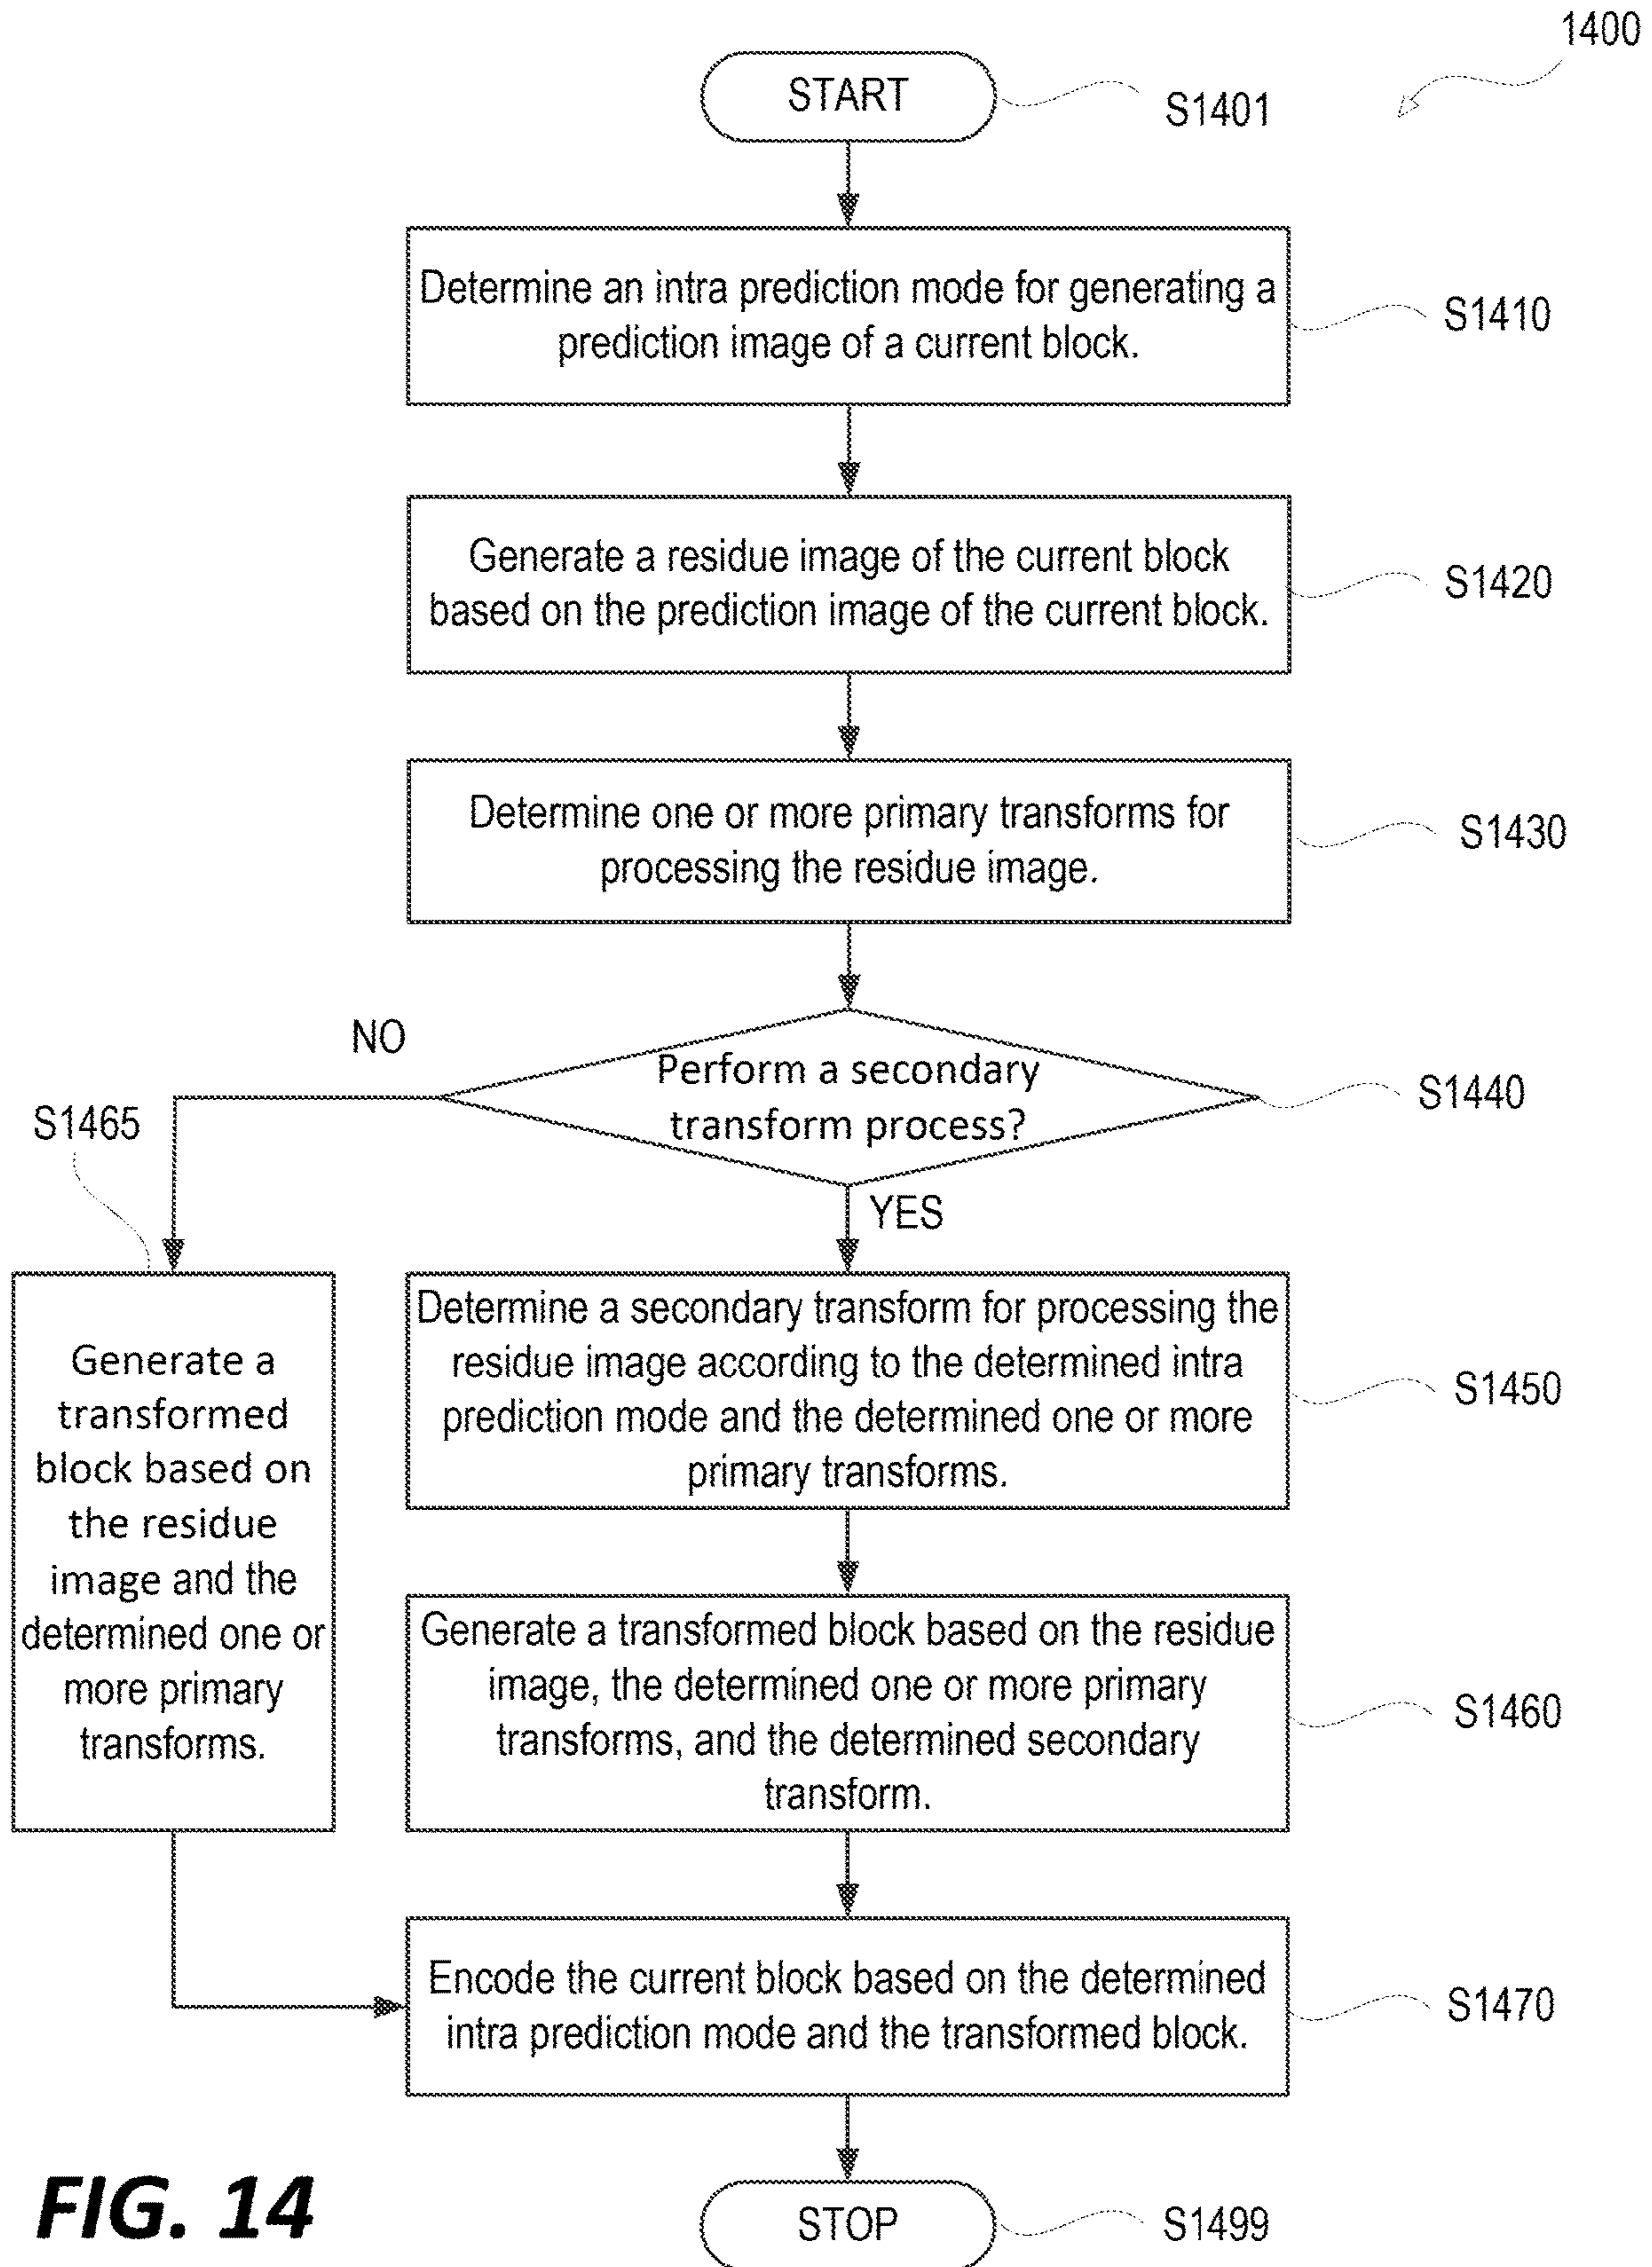 1400
START
S1401
Determine an intra prediction mode for generating a
prediction image of a current block.
S1410
Generate a residue image of the current block
based on the prediction image of the current block.
S1420
Determine one or more primary transforms for
processing the residue image.
S1430
NO
Perform a secondary
transform process?
S1440
S1465
YES
Generate a
transformed
block based on
the residue
image and the
determined one or
more primary
transforms.
Determine a secondary transform for processing the
residue image according to the determined intra
prediction mode and the determined one or more
primary transforms.
S1450
Generate a transformed block based on the residue
image, the determined one or more primary
transforms, and the determined secondary
transform.
S1460
Encode the current block based on the determined
intra prediction mode and the transformed block.
S1470
FIG. 14
STOP
S1499